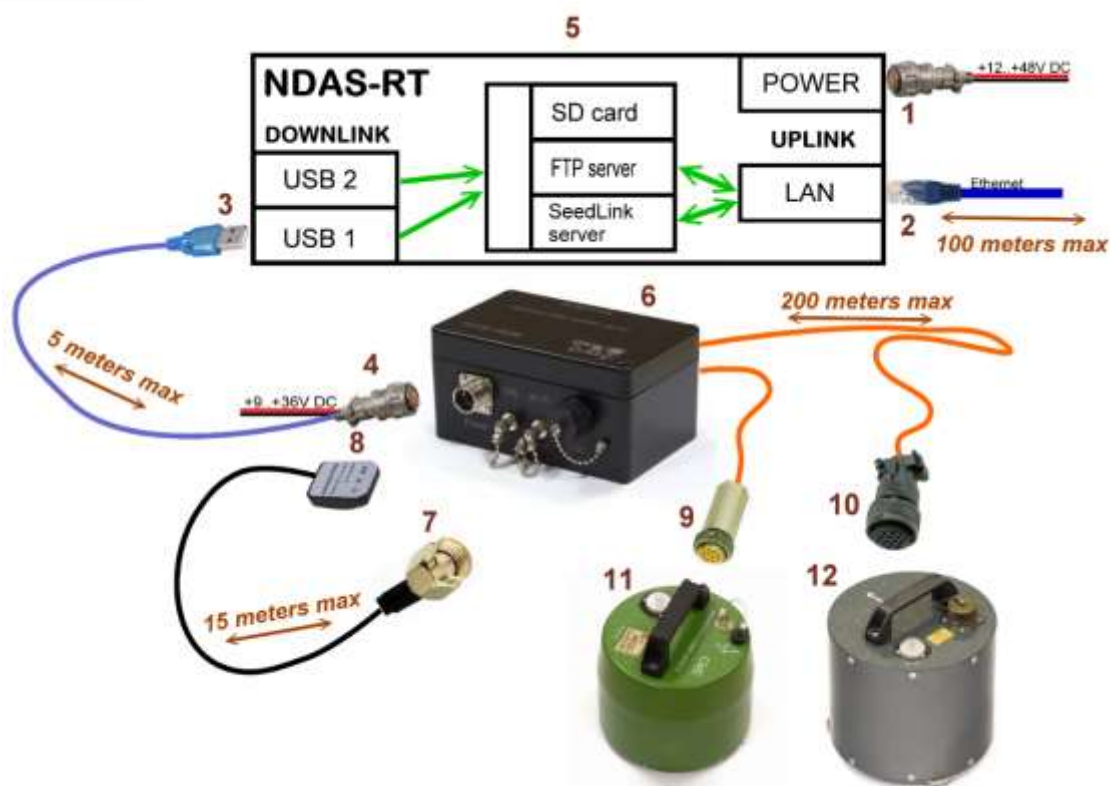 5
NDAS-RT
POWER
+12..+48V DC
1
SD card
DOWNLINK
UPLINK
USB 2
FTP server
LAN
Ethernet
3
USB 1
SeedLink
server
2
100 meters max
6
200 meters max
5 meters max
4
+9..+36V DC
8
7
9
10
15 meters max
11
12